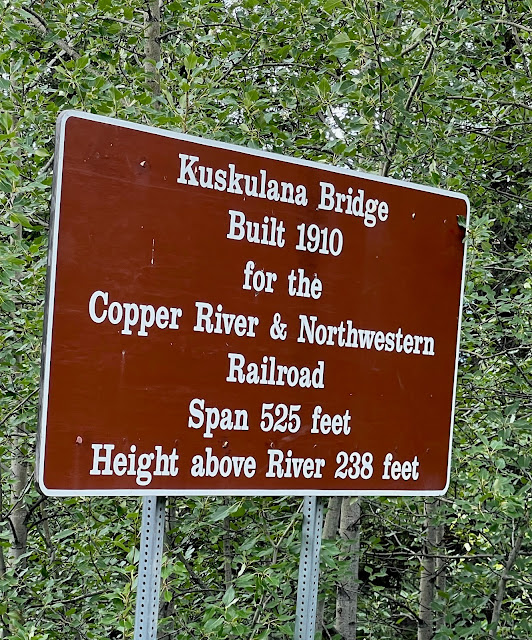 Kuskulana Bridge
Built 1910
for the
Copper River & Northwestern
Railroad
Span 525 feet
Height above River 238 feet